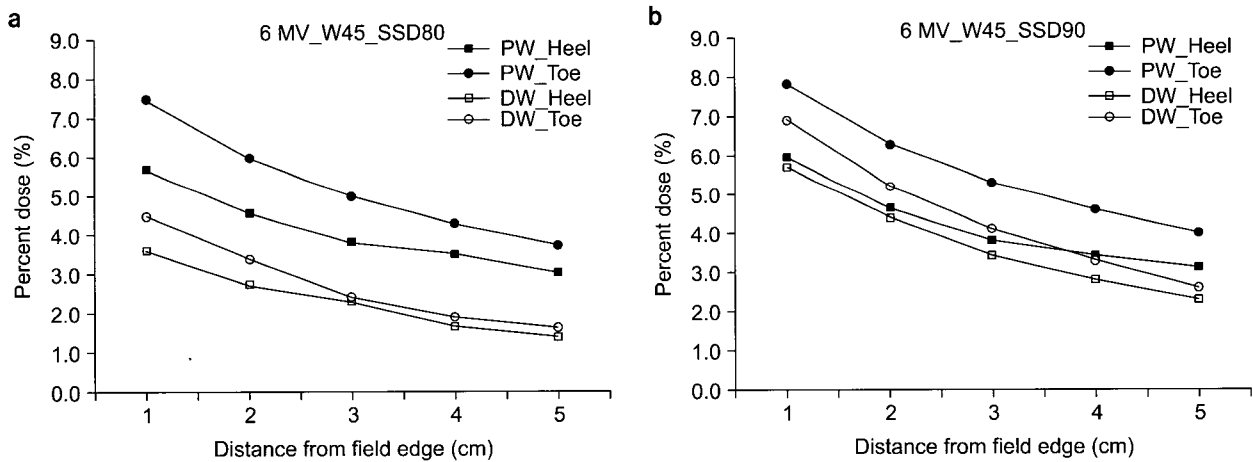 a
6 MV_W45_SSD80
PW_Heel
PW_Toe
DW_Heel
DW_Toe
Percent dose (%)
9.0
8.0
7.0
6.0
5.0
4.0
3.0
2.0
1.0
0.0
1 2 3 4 5
Distance from field edge (cm)
b
6 MV_W45_SSD90
PW_Heel
PW_Toe
DW_Heel
DW_Toe
Percent dose (%)
9.0
8.0
7.0
6.0
5.0
4.0
3.0
2.0
1.0
0.0
1 2 3 4 5
Distance from field edge (cm)